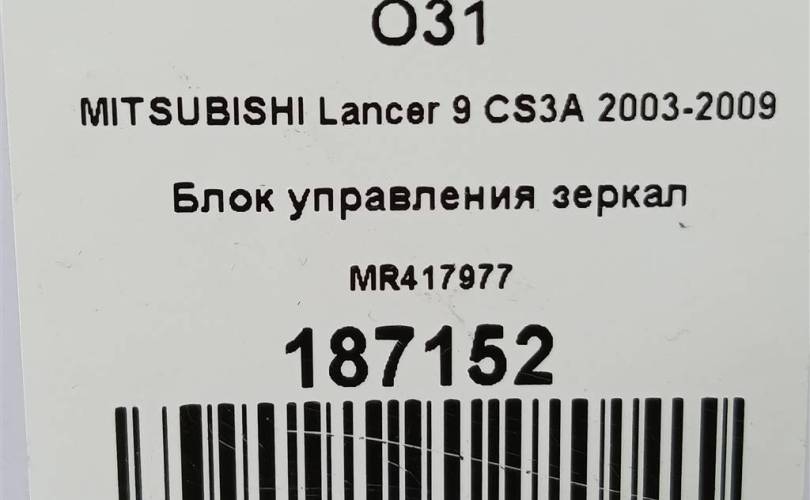 O31
MITSUBISHI Lancer 9 CS3A 2003-2009
Блок управления зеркал
MR417977
187152